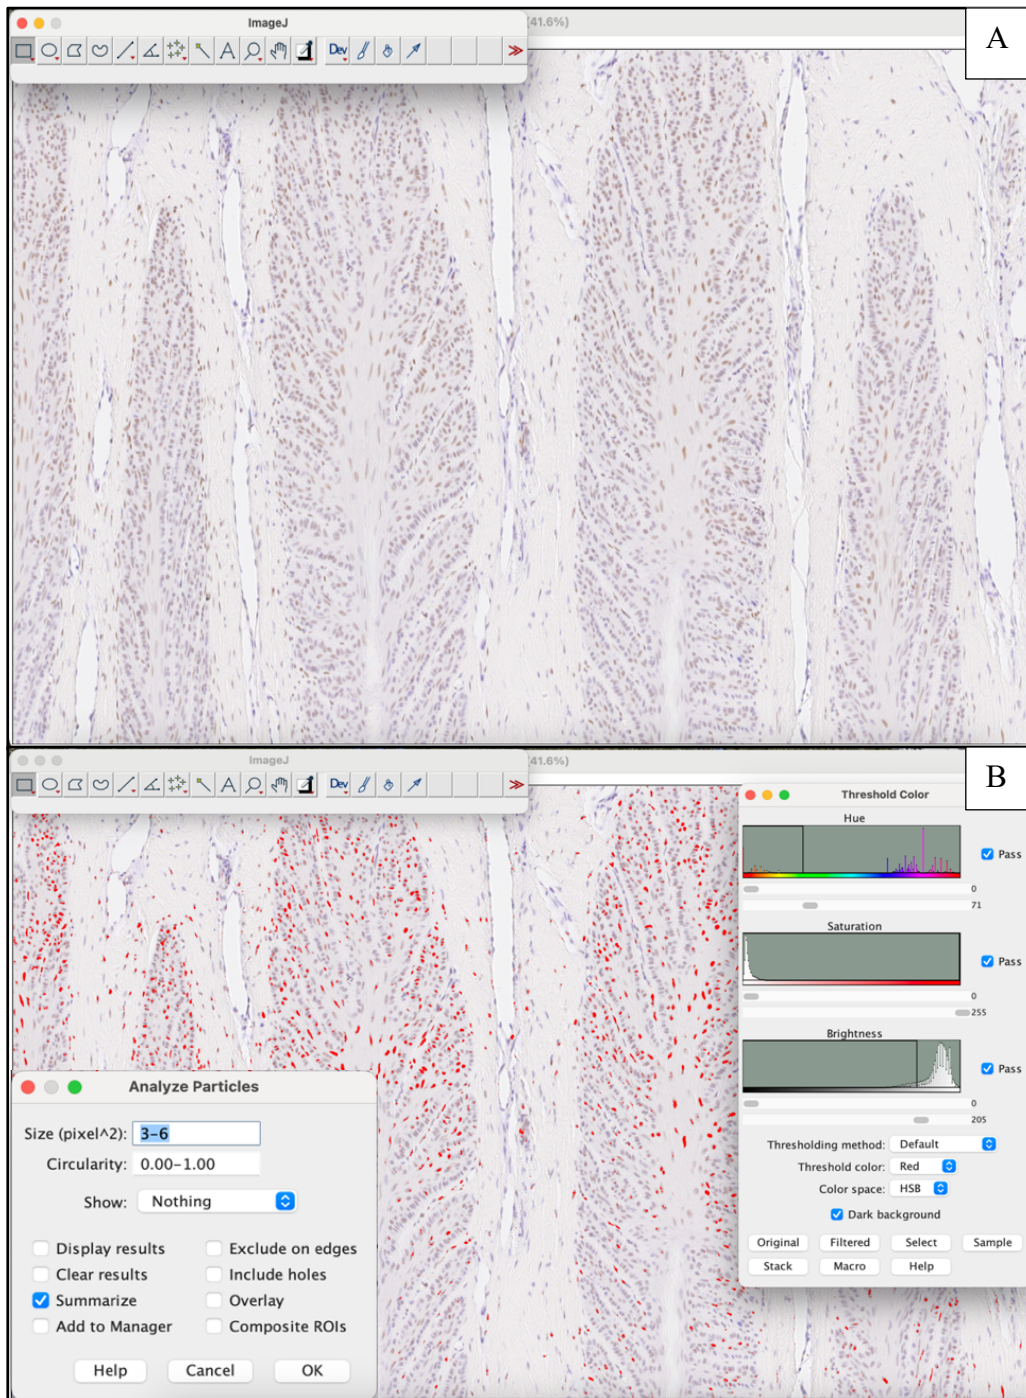 ImageJ
(41.6%)
A
A
Dev
ImageJ
(41.6%)
B
A
Dev
Threshold Color
Hue
Pass
0
71
Saturation
Pass
0
255
Brightness
Pass
0
205
Thresholding method: Default
Threshold color: Red
Color space: HSB
Dark background
Original Filtered Select Sample
Stack Macro Help
Analyze Particles
Size (pixel^2): 3-6
Circularity: 0.00-1.00
Show: Nothing
Display results Exclude on edges
Clear results Include holes
Summarize Overlay
Add to Manager Composite ROIs
Help Cancel OK